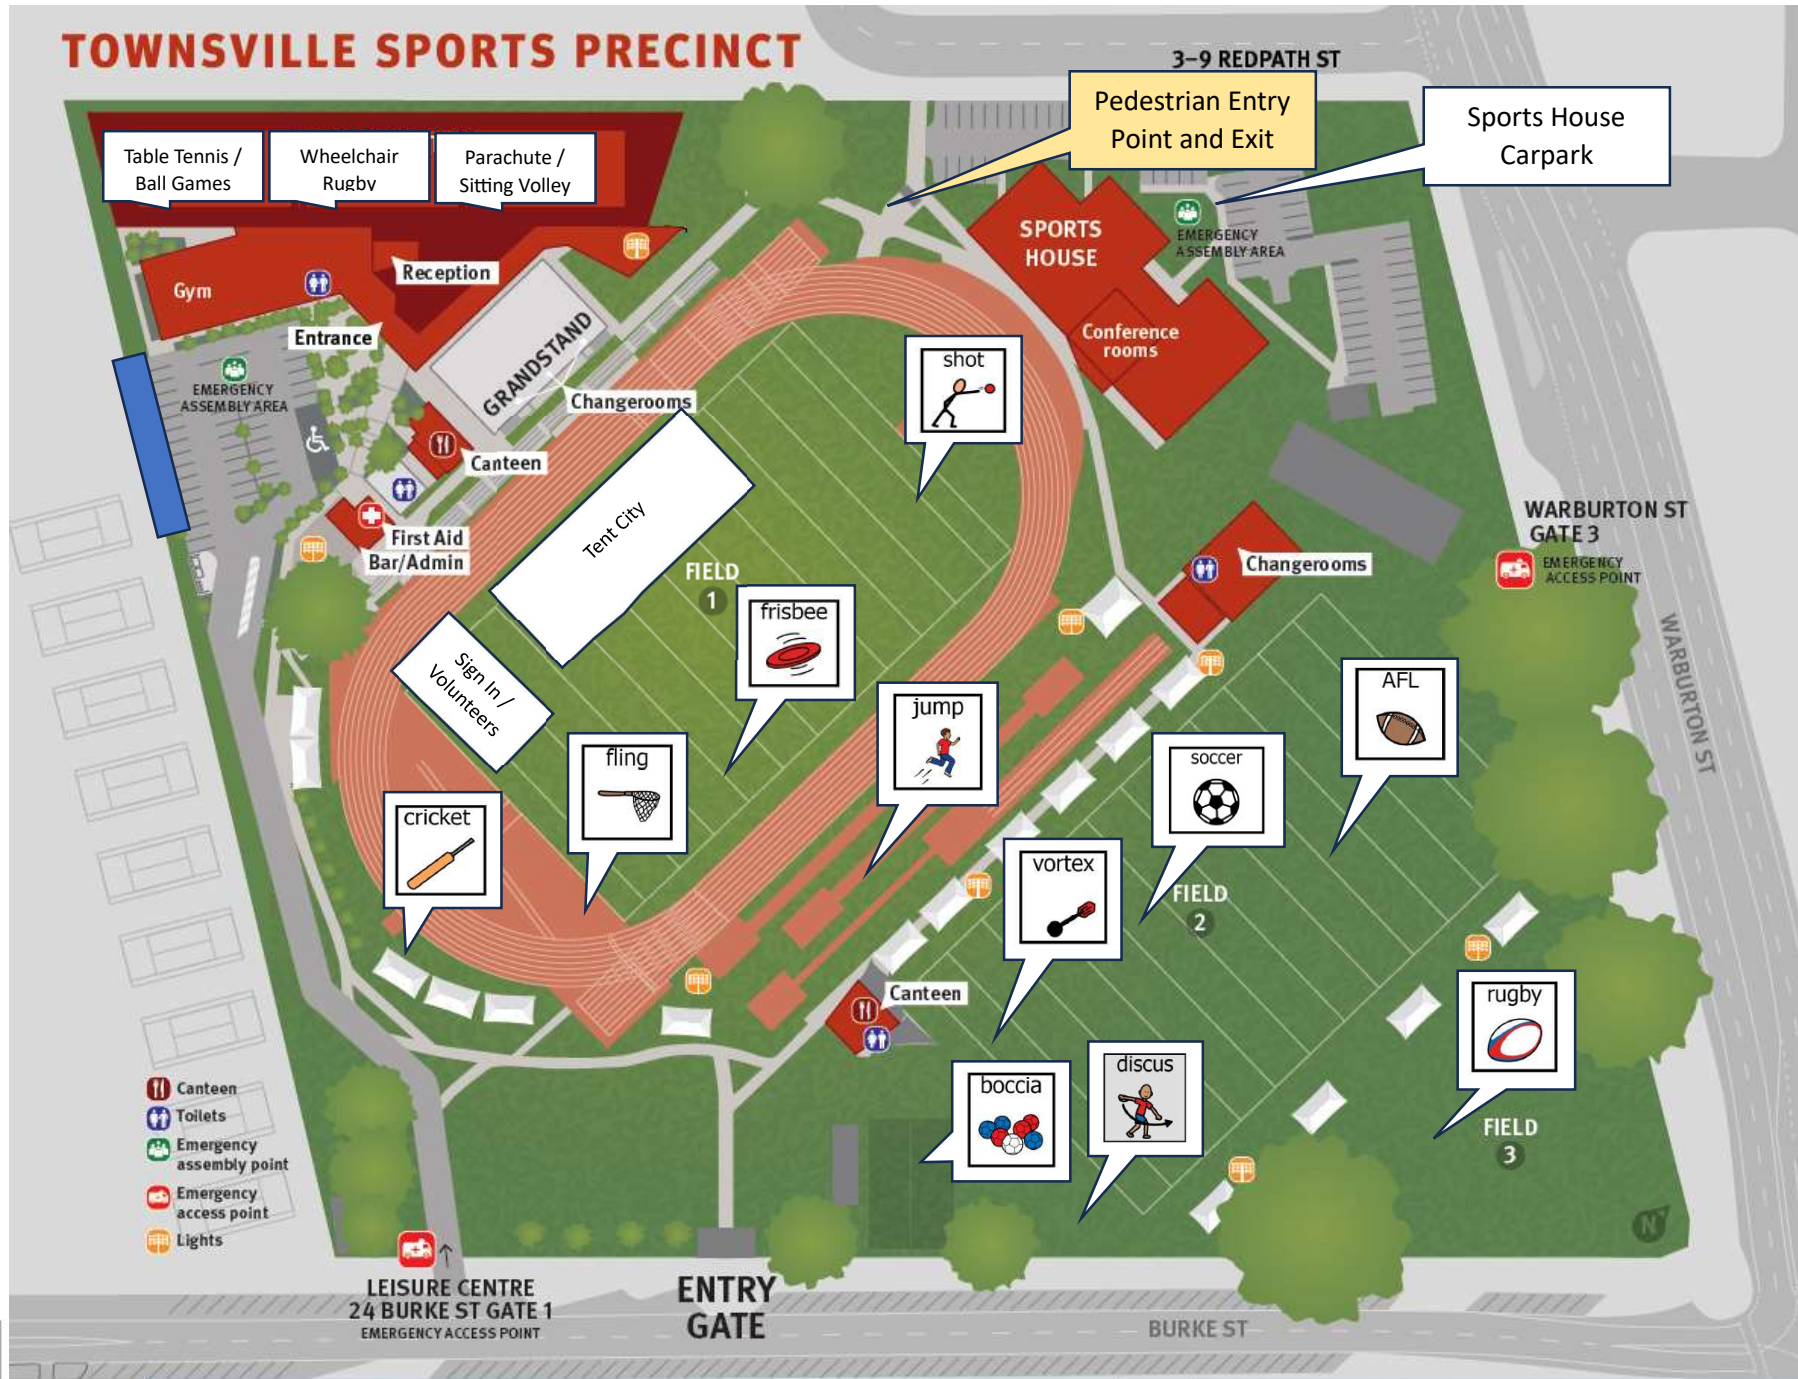 TOWNSVILLE SPORTS PRECINCT
3–9 REDPATH ST
Pedestrian Entry
Point and Exit
Sports House
Carpark
Table Tennis /
Ball Games
Wheelchair
Rugby
Parachute /
Sitting Volley
SPORTS
HOUSE
EMERGENCY
ASSEMBLY AREA
Reception
Gym
Entrance
GRANDSTAND
Conference
rooms
shot
EMERGENCY
ASSEMBLY AREA
Changerooms
Canteen
Tent City
First Aid
Bar/Admin
WARBURTON ST
GATE 3
EMERGENCY
ACCESS POINT
Changerooms
FIELD
1
frisbee
Sign In /
Volunteers
WARBURTON ST
AFL
jump
fling
soccer
cricket
vortex
FIELD
2
Canteen
rugby
boccia
discus
FIELD
3
Canteen
Toilets
Emergency
assembly point
Emergency
access point
Lights
N
LEISURE CENTRE
24 BURKE ST GATE 1
EMERGENCY ACCESS POINT
ENTRY
GATE
BURKE ST